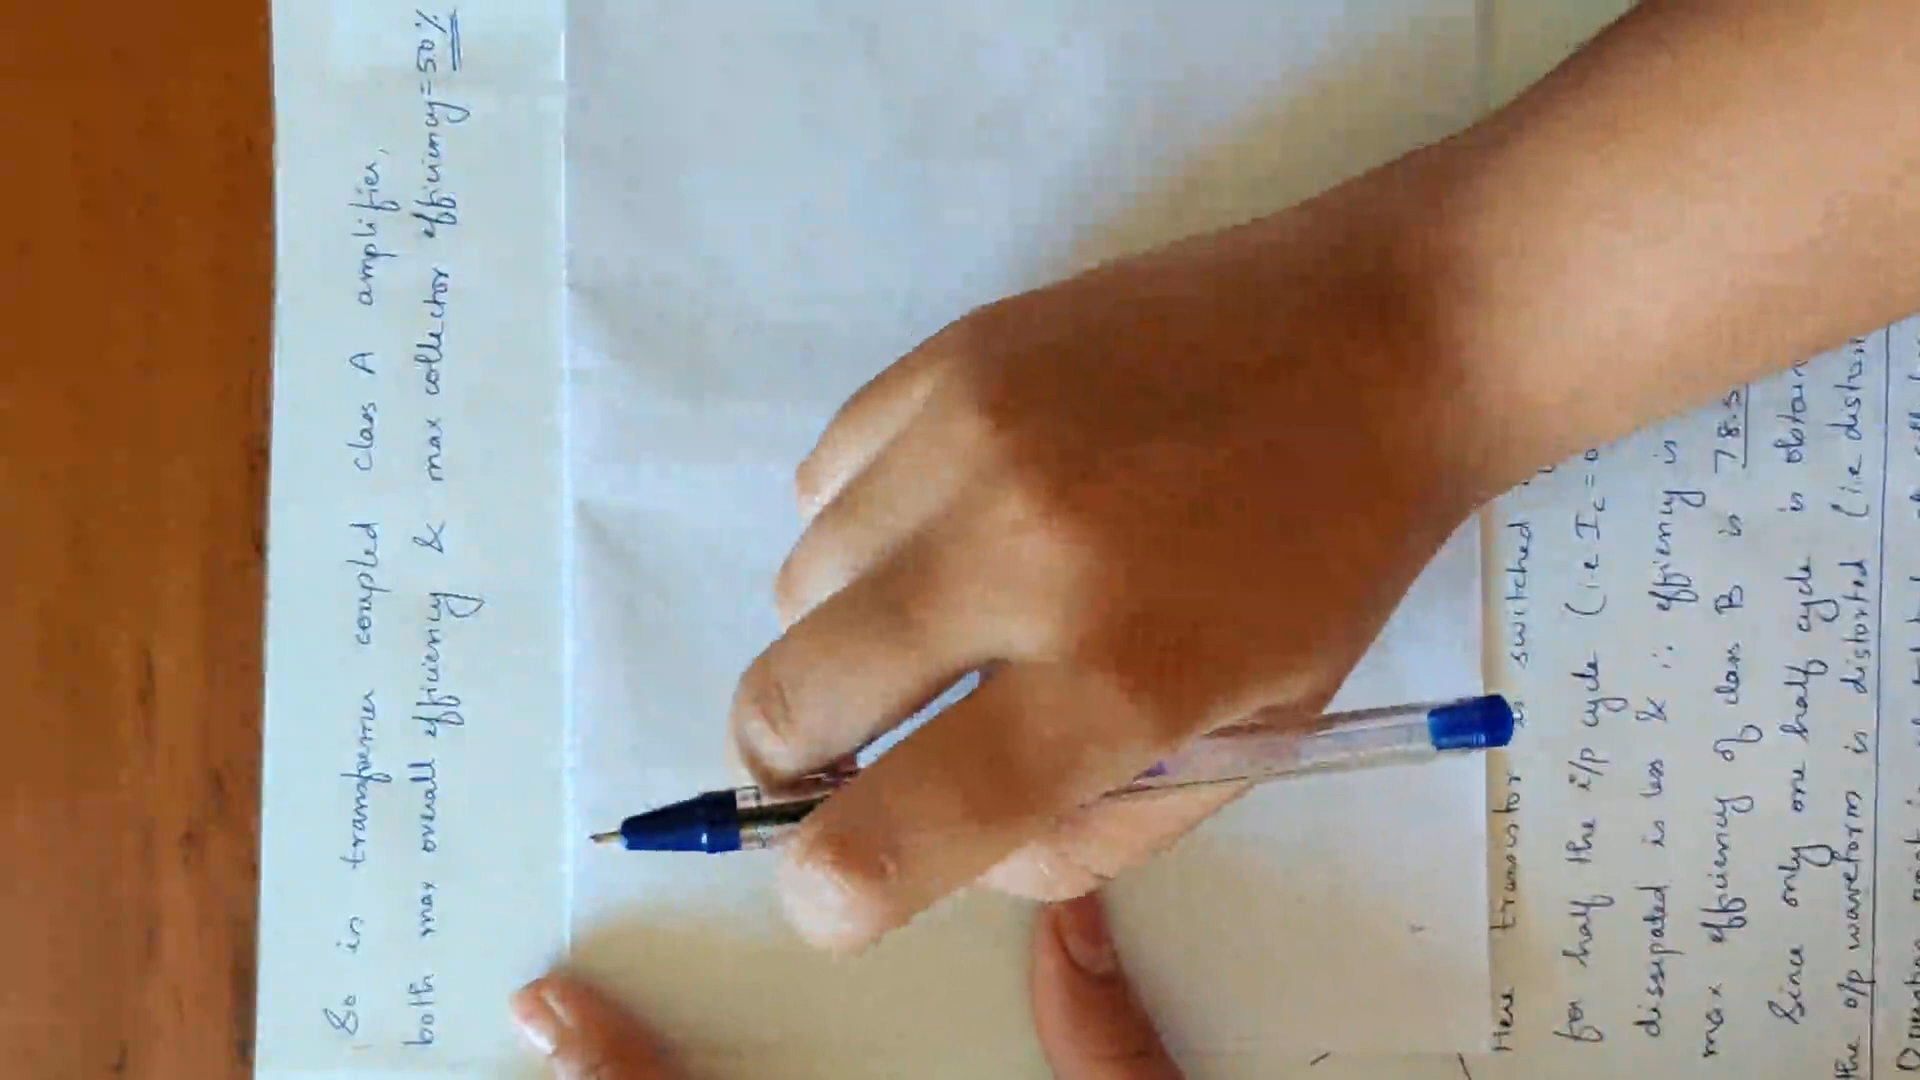 So in transformer coupled class A amplifier,
both max overall efficiency & max collector efficiency = 50%
Here transistor is switched
for half the i/p cycle (i.e Ic = 0
dissipated is less & ∴ efficiency is
max efficiency of class B is 78.5
Since only one half cycle is obtain
the o/p waveform is distorted (i.e distor